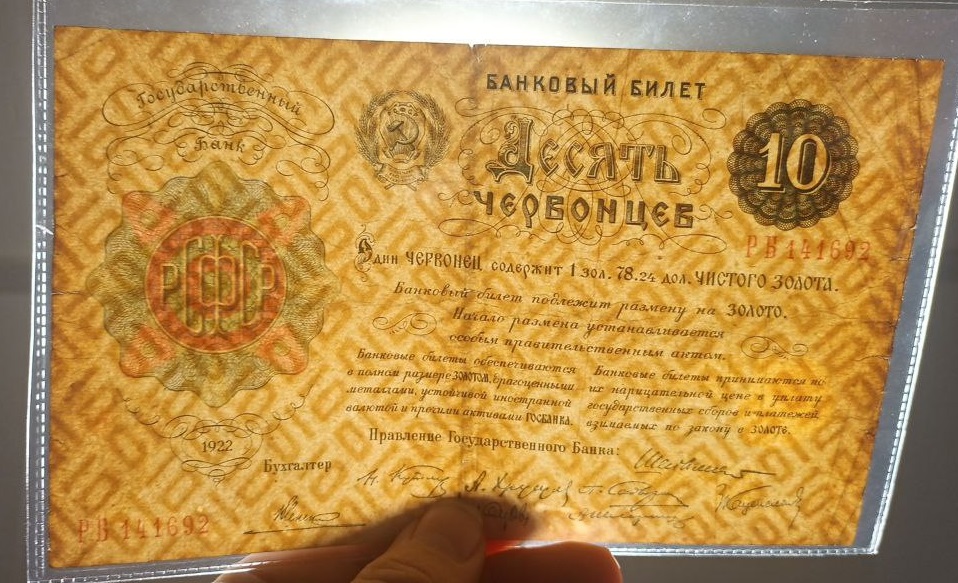 Государственный
Банк
БАНКОВЫЙ БИЛЕТ
ДЕСЯТЬ
ЧЕРВОНЦЕВ
10
РВ 141692
РСФСР
Один ЧЕРВОНЕЦ содержит 1 зол. 78.24 дол. ЧИСТОГО ЗОЛОТА.
Банковый билет подлежит размену на ЗОЛОТО.
Начало размена устанавливается
особым правительственным актом.
Банковые билеты обеспечиваются
в полном размере ЗОЛОТОМ, драгоценными
металлами, устойчивой иностранной
валютой и прочими активами ГОСБАНКА.
Банковые билеты принимаются по
их нарицательной цене в уплату
государственных сборов и платежей,
взимаемых по закону в ЗОЛОТЕ.
1922
Правление Государственного Банка:
Бухгалтер
РВ 141692